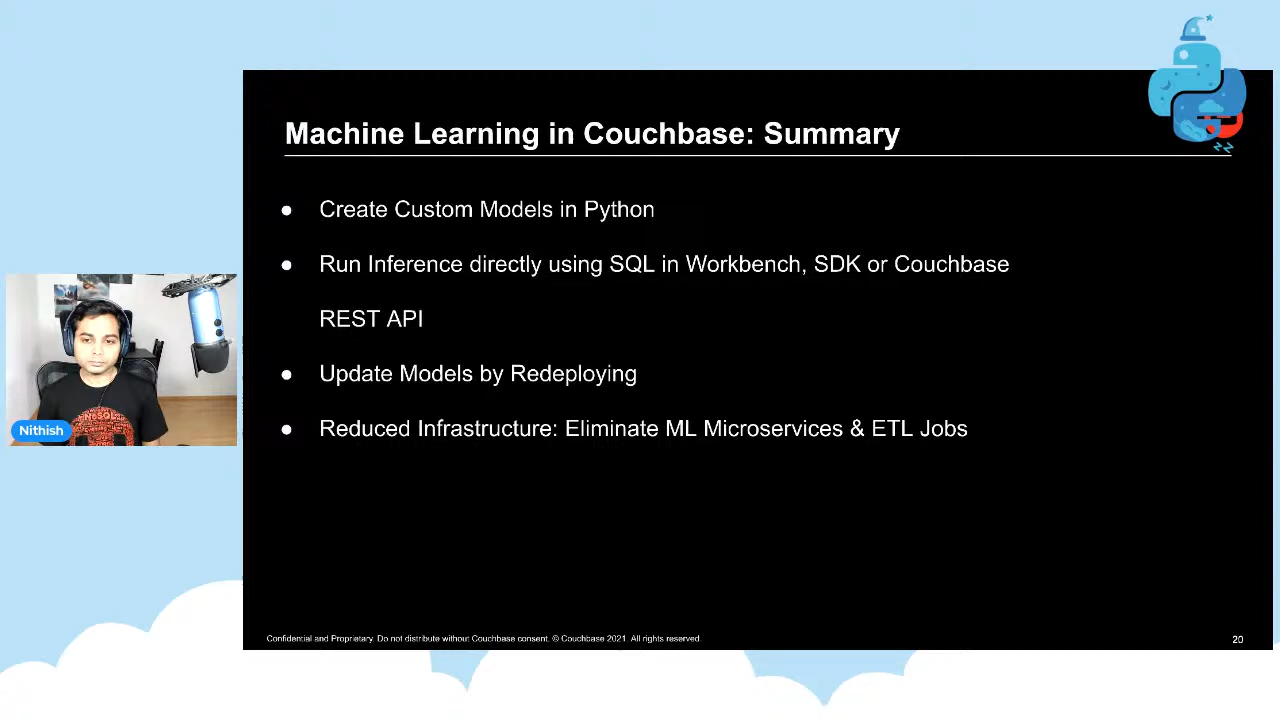 Machine Learning in Couchbase: Summary
● Create Custom Models in Python
● Run Inference directly using SQL in Workbench, SDK or Couchbase
REST API
● Update Models by Redeploying
● Reduced Infrastructure: Eliminate ML Microservices & ETL Jobs
NoSQL
Nithish
Confidential and Proprietary. Do not distribute without Couchbase consent. © Couchbase 2021. All rights reserved.
20
zz